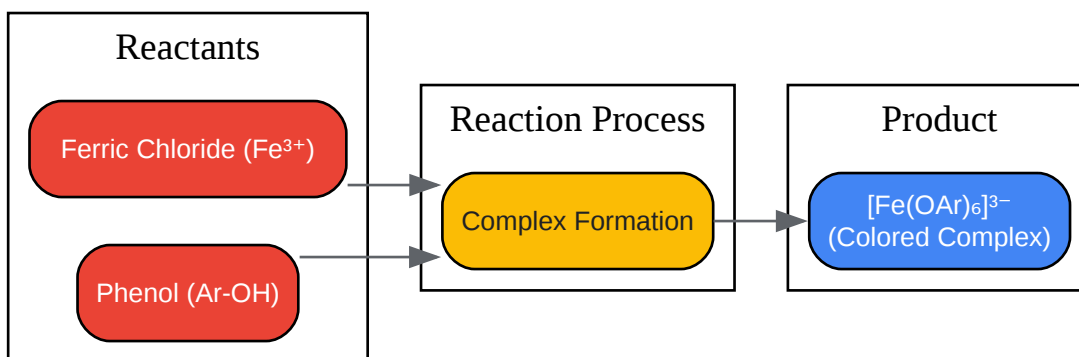 Reactants
Ferric Chloride (Fe³⁺)
Phenol (Ar-OH)
Reaction Process
Complex Formation
Product
[Fe(OAr)₆]³⁻
(Colored Complex)